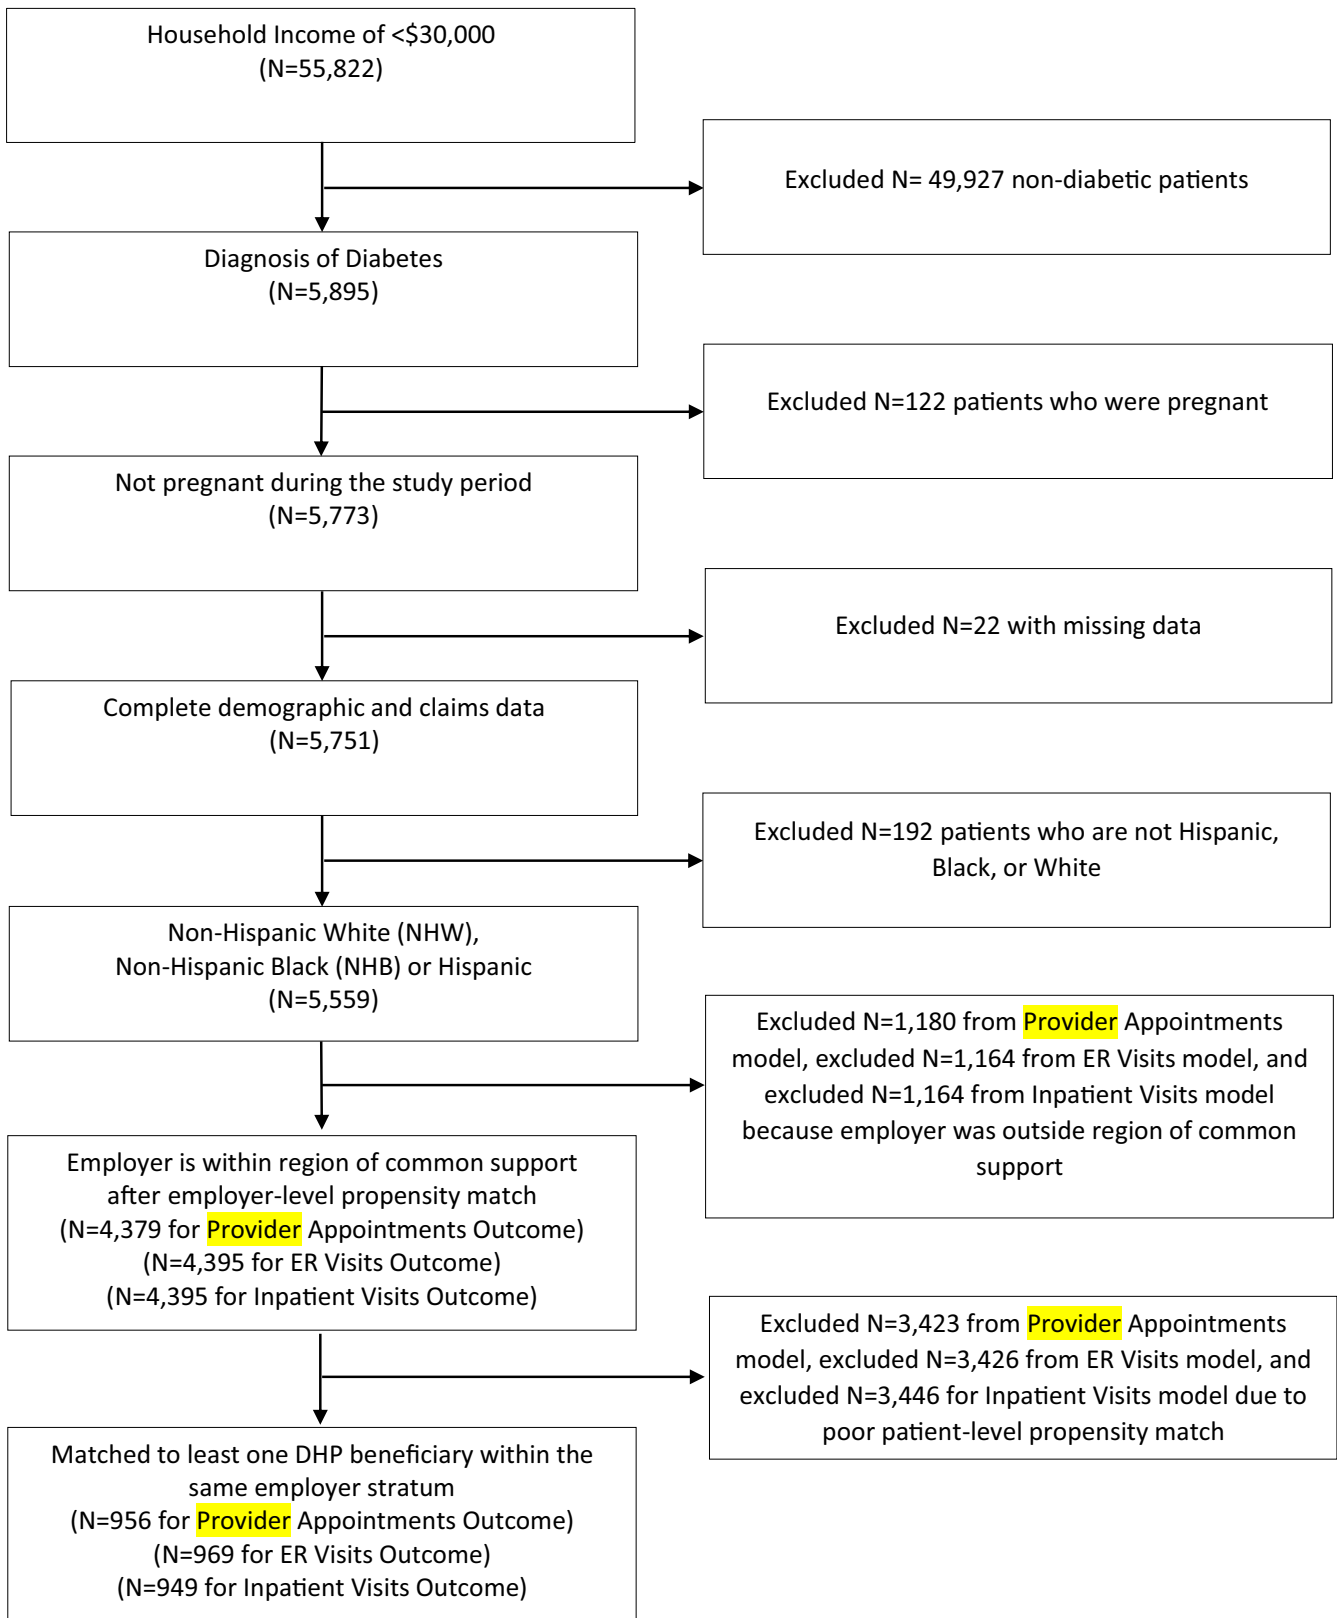 Household Income of <$30,000
(N=55,822)
Excluded N= 49,927 non-diabetic patients
Diagnosis of Diabetes
(N=5,895)
Excluded N=122 patients who were pregnant
Not pregnant during the study period
(N=5,773)
Excluded N=22 with missing data
Complete demographic and claims data
(N=5,751)
Excluded N=192 patients who are not Hispanic,
Black, or White
Non-Hispanic White (NHW),
Non-Hispanic Black (NHB) or Hispanic
(N=5,559)
Excluded N=1,180 from Provider Appointments
model, excluded N=1,164 from ER Visits model, and
excluded N=1,164 from Inpatient Visits model
because employer was outside region of common
support
Employer is within region of common support
after employer-level propensity match
(N=4,379 for Provider Appointments Outcome)
(N=4,395 for ER Visits Outcome)
(N=4,395 for Inpatient Visits Outcome)
Excluded N=3,423 from Provider Appointments
model, excluded N=3,426 from ER Visits model, and
excluded N=3,446 for Inpatient Visits model due to
poor patient-level propensity match
Matched to least one DHP beneficiary within the
same employer stratum
(N=956 for Provider Appointments Outcome)
(N=969 for ER Visits Outcome)
(N=949 for Inpatient Visits Outcome)